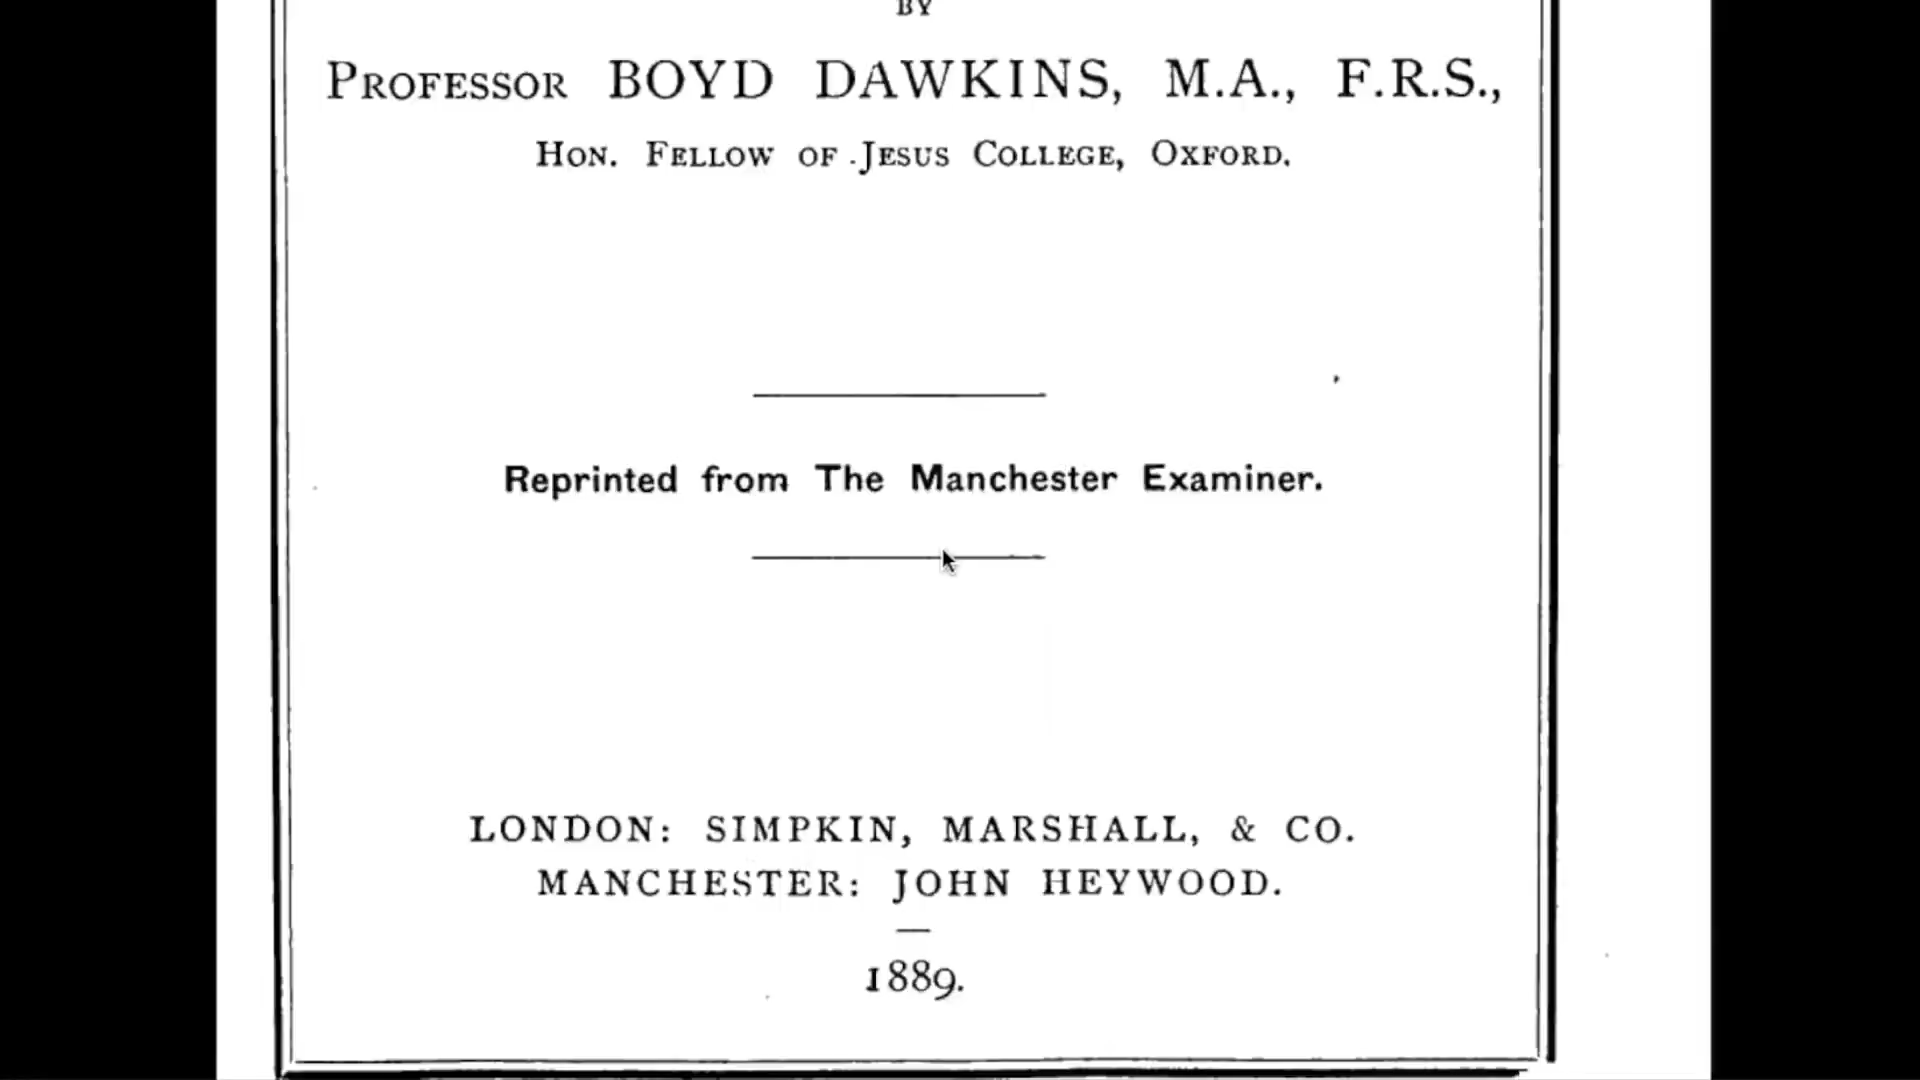 BY
PROFESSOR BOYD DAWKINS, M.A., F.R.S.,
HON. FELLOW OF JESUS COLLEGE, OXFORD.
Reprinted from The Manchester Examiner.
LONDON: SIMPKIN, MARSHALL, & CO.
MANCHESTER: JOHN HEYWOOD.
1889.